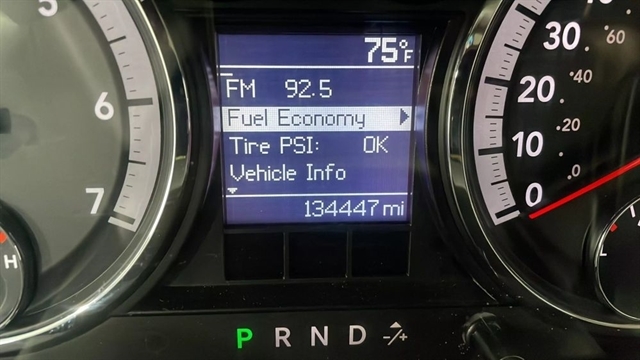 75°F
FM 92.5
Fuel Economy
Tire PSI: OK
Vehicle Info
134447 mi
P R N D -/+
5
6
7
H
30
20
10
0
60
40
20
0
L